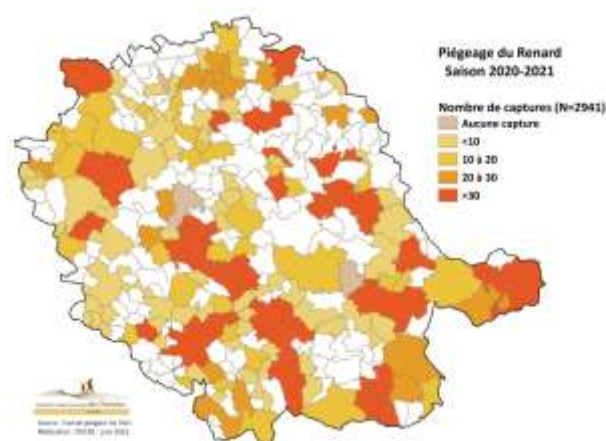 Piégeage du Renard
Saison 2020-2021
Nombre de captures (N=2941)
Aucune capture
<10
10 à 20
20 à 30
>30